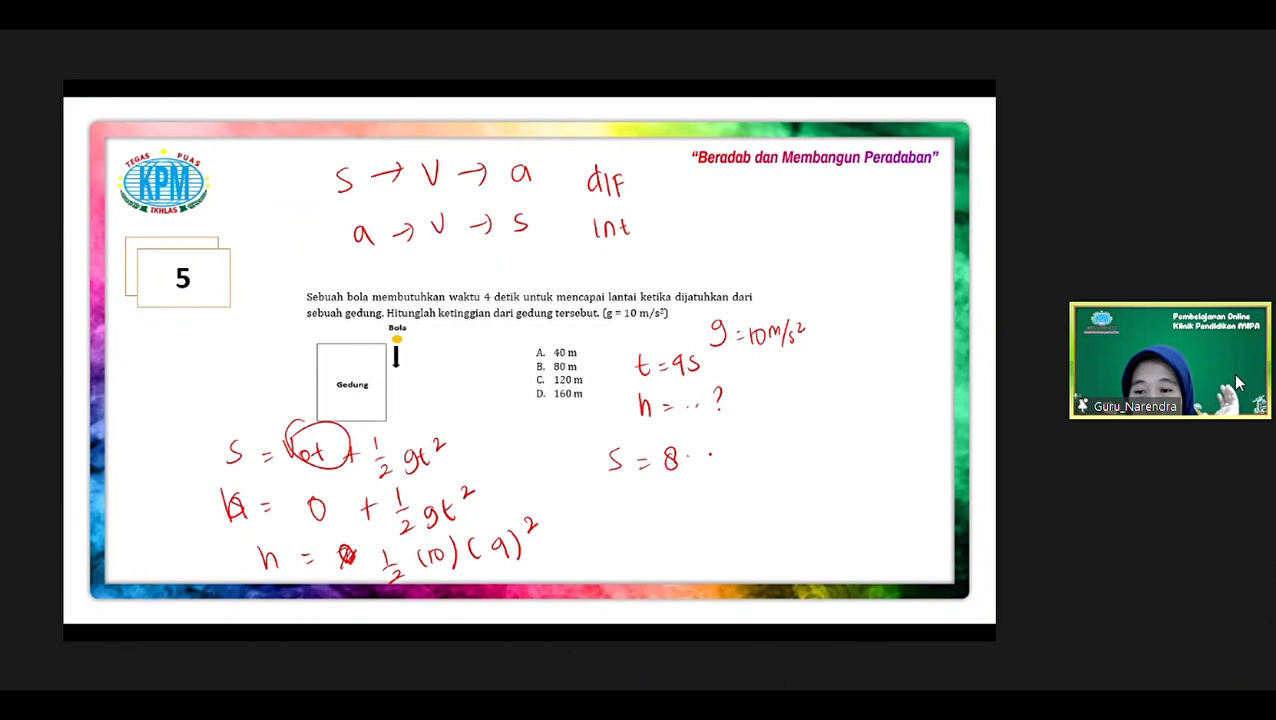 "Beradab dan Membangun Peradaban"
TEGAS PUAS
KPM
IKHLAS
S → V → a dIF
a → V → S Int
5
Sebuah bola membutuhkan waktu 4 detik untuk mencapai lantai ketika dijatuhkan dari
sebuah gedung. Hitunglah ketinggian dari gedung tersebut. (g = 10 m/s²)
Bola
Gedung
A. 40 m
B. 80 m
C. 120 m
D. 160 m
g = 10 m/s²
t = 4s
h = .. ?
S = V₀t + 1/2 gt²
h = 0 + 1/2 gt²
h = 1/2 (10) (4)²
S = 8..
Pembelajaran Online
Klinik Pendidikan MIPA
Guru_Narendra